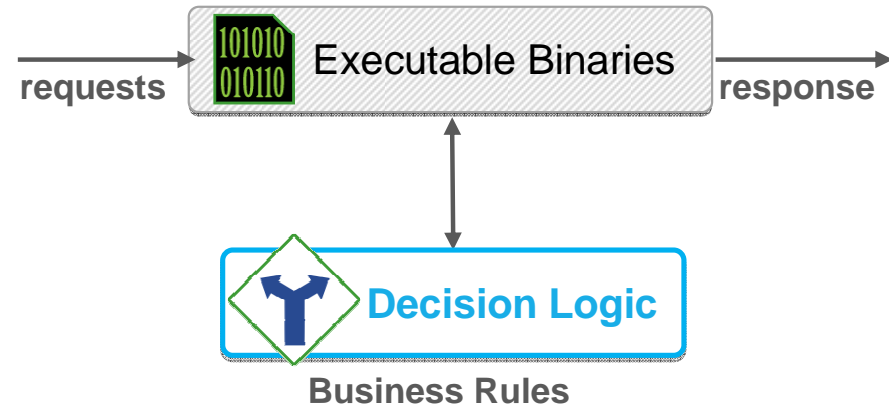 101010
010110
Executable Binaries
requests
response
Decision Logic
Business Rules